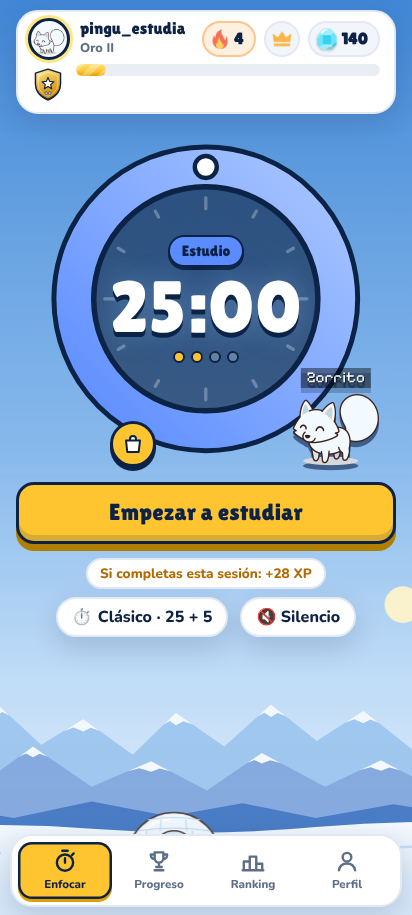 pingu_estudia
Oro II
4
140
Estudio
25:00
Zorrito
Empezar a estudiar
Si completas esta sesión: +28 XP
Clásico · 25 + 5
Silencio
Enfocar
Progreso
Ranking
Perfil